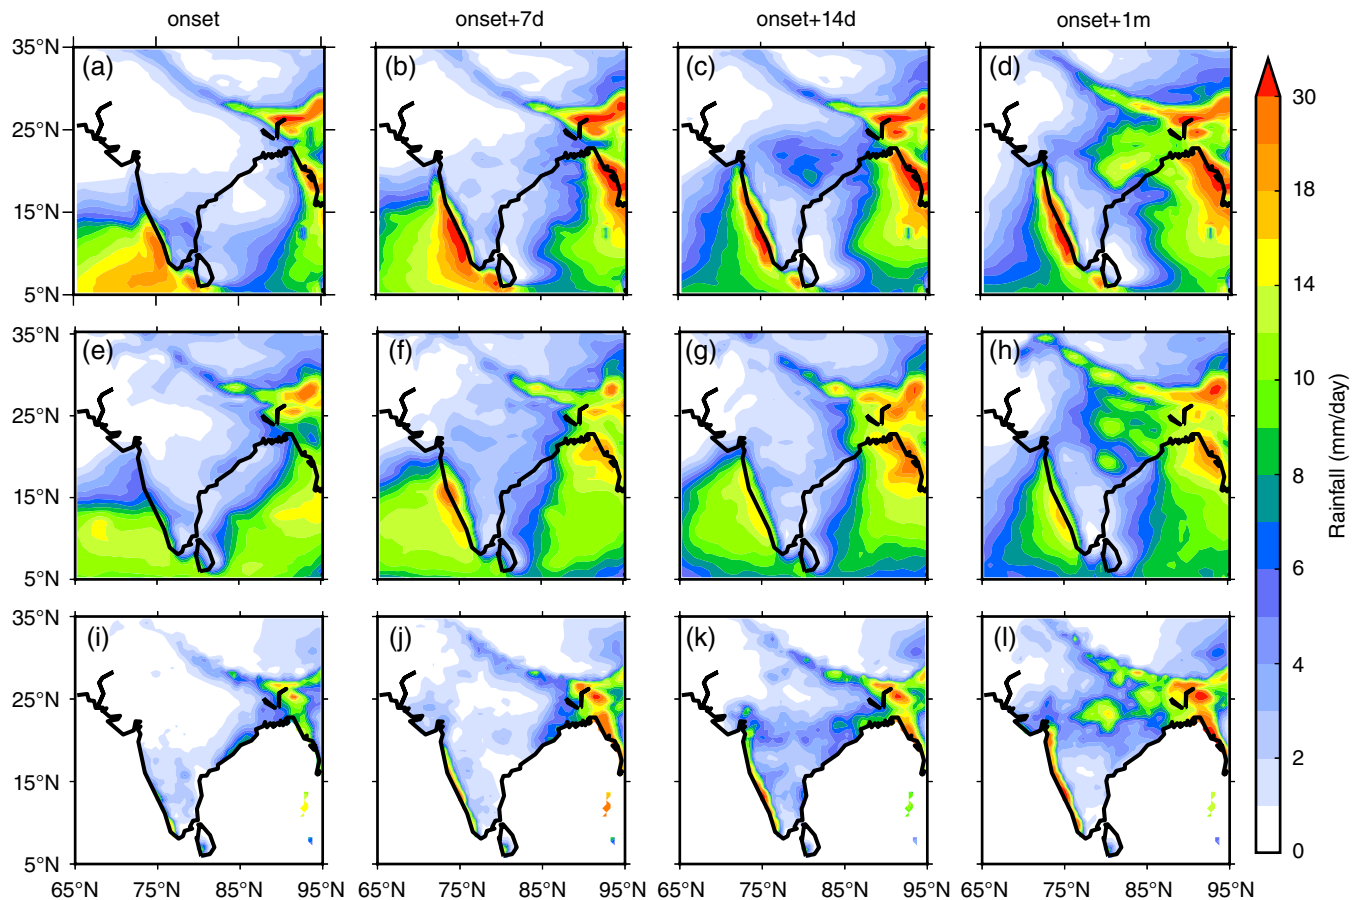 onset onset+7d onset+14d onset+1m
35°N (a) (b) (c) (d) 30
25°N
18
15°N
14
5°N
35°N (e) (f) (g) (h)
10
25°N
8
15°N
6
5°N
35°N (i) (j) (k) (l)
4
25°N
2
15°N
0
5°N
65°N 75°N 85°N 95°N 65°N 75°N 85°N 95°N 65°N 75°N 85°N 95°N 65°N 75°N 85°N 95°N
Rainfall (mm/day)